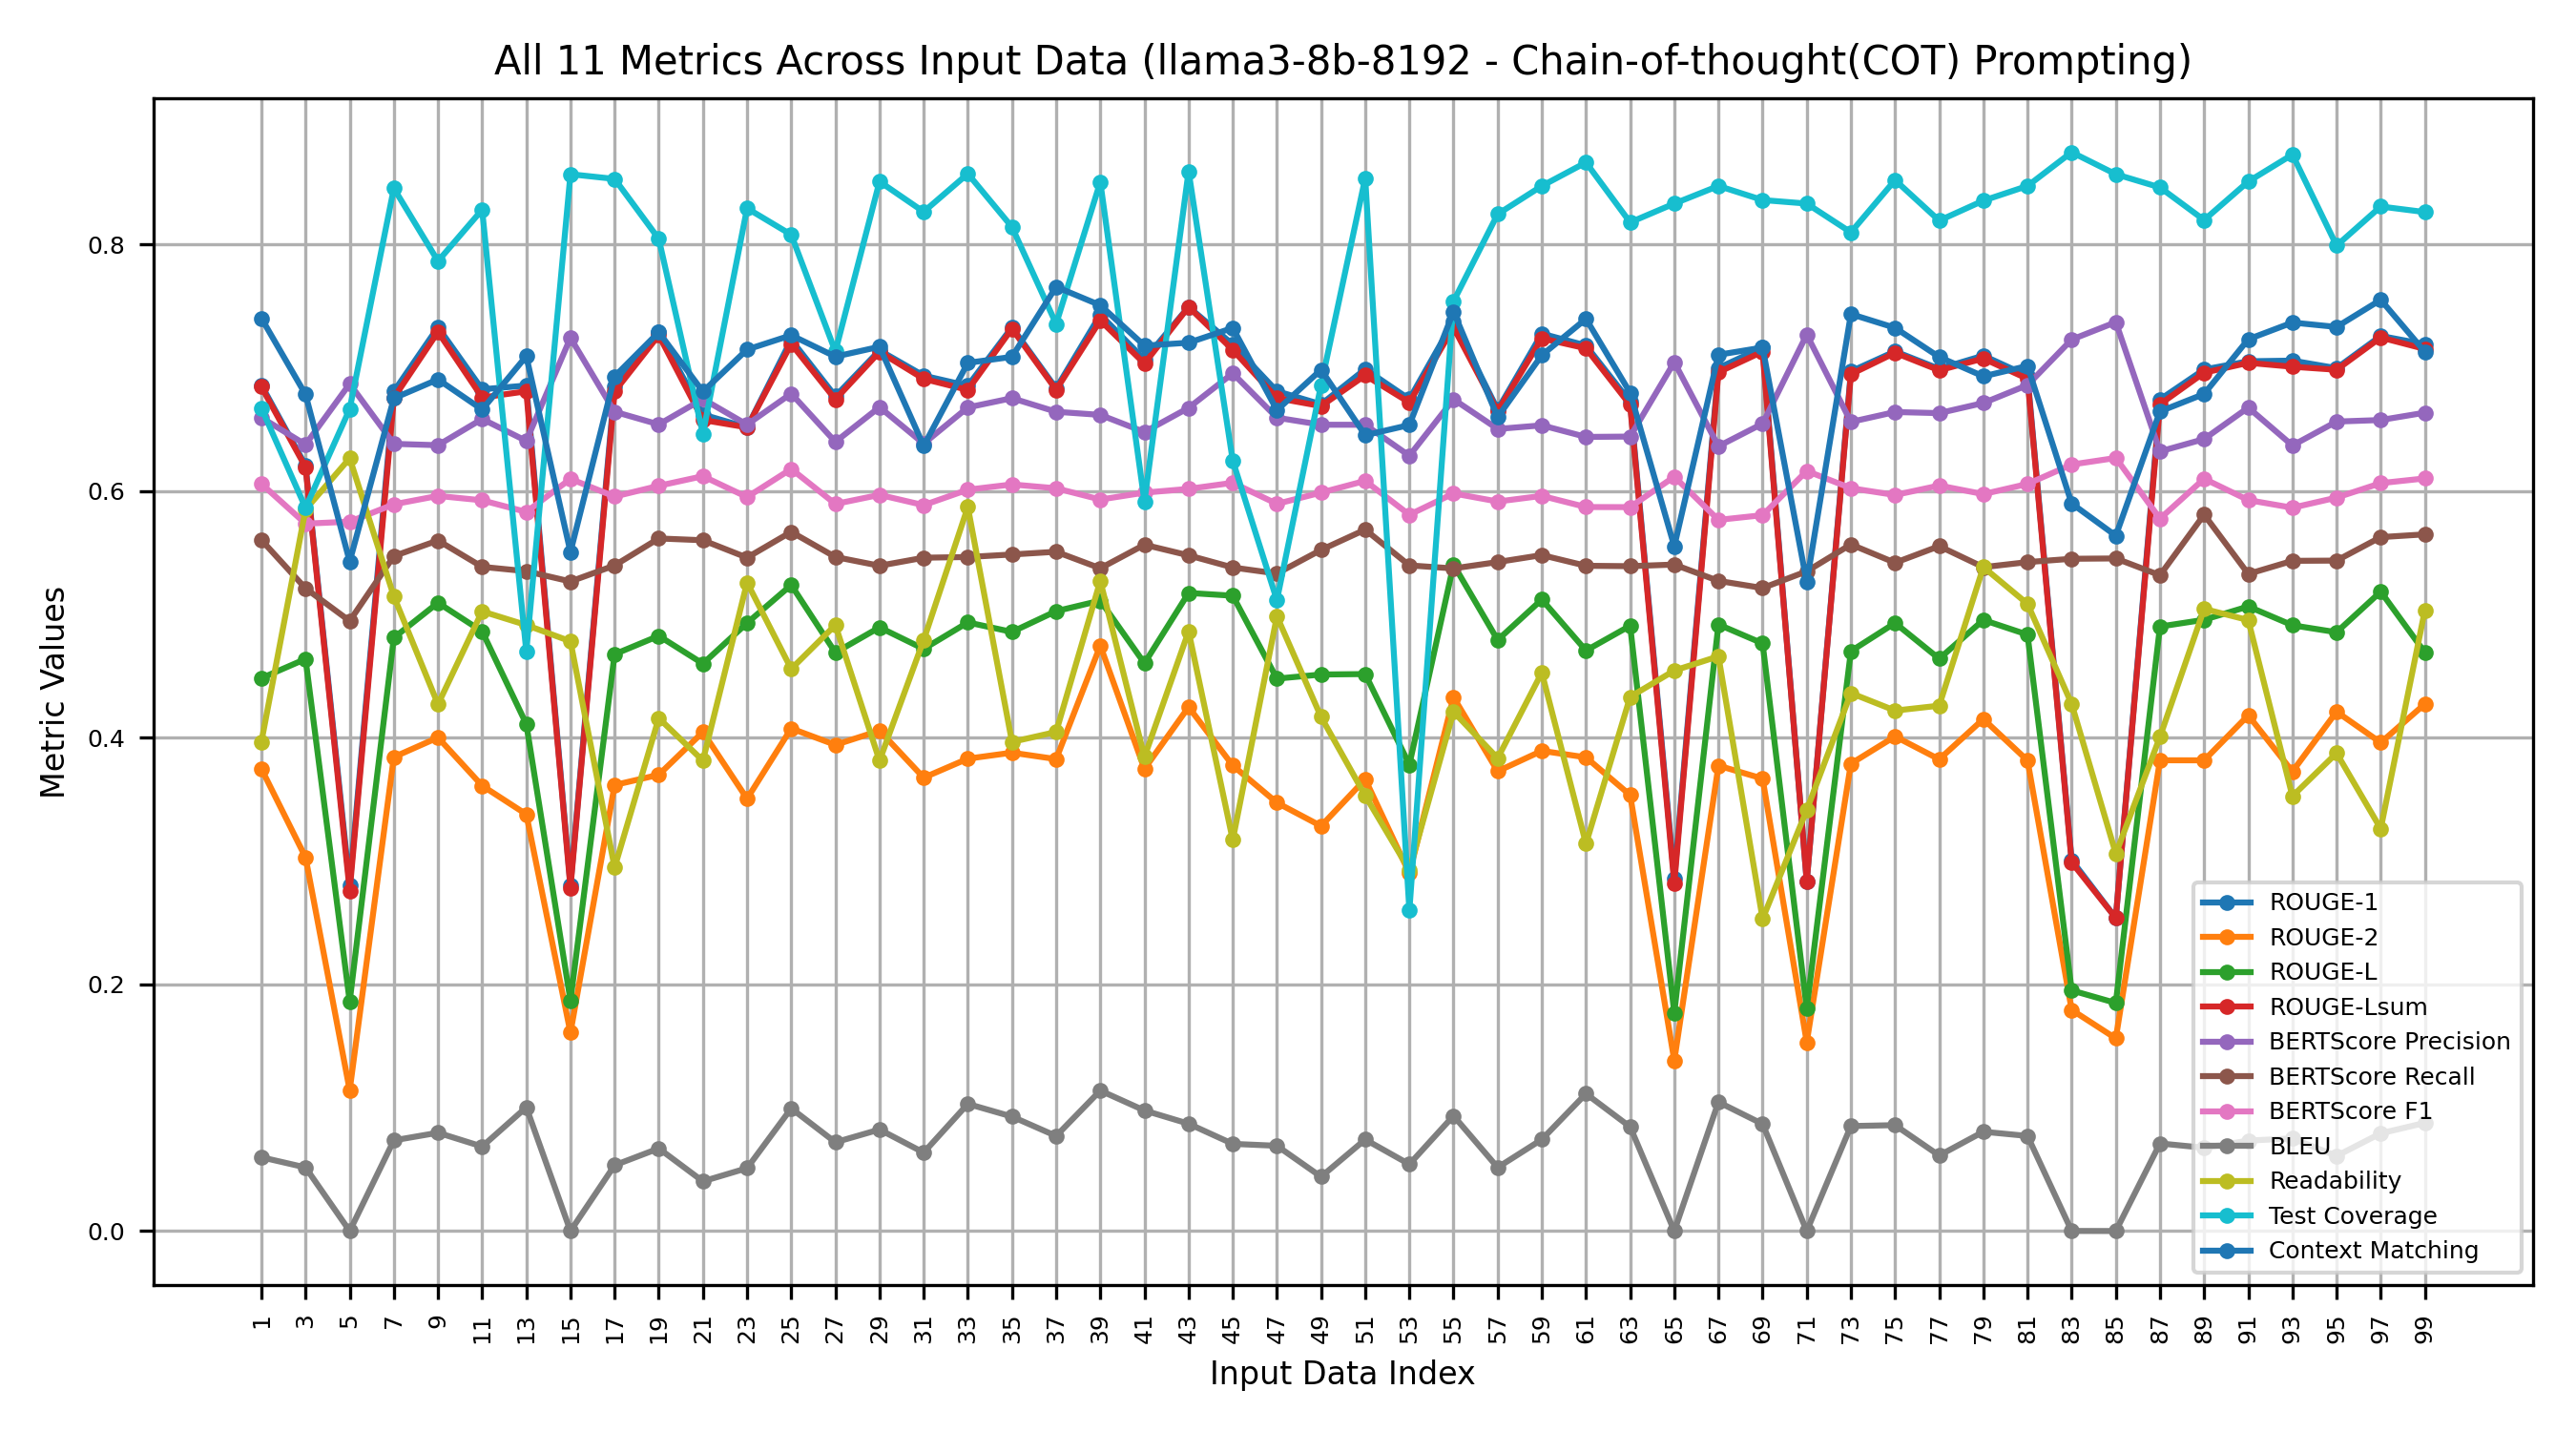 All 11 Metrics Across Input Data (llama3-8b-8192 - Chain-of-thought(COT) Prompting)
Metric Values
0.8
0.6
0.4
0.2
0.0
ROUGE-1
ROUGE-2
ROUGE-L
ROUGE-Lsum
BERTScore Precision
BERTScore Recall
BERTScore F1
BLEU
Readability
Test Coverage
Context Matching
1 3 5 7 9 11 13 15 17 19 21 23 25 27 29 31 33 35 37 39 41 43 45 47 49 51 53 55 57 59 61 63 65 67 69 71 73 75 77 79 81 83 85 87 89 91 93 95 97 99
Input Data Index